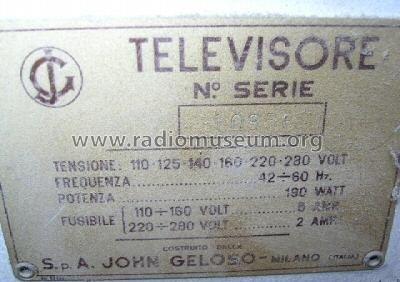 TELEVISORE
Nº SERIE
www.radiomuseum.org
TENSIONE: 110-125-140-160-220-280 VOLT
FREQUENZA 42÷60 Hz.
POTENZA 190 WATT
FUSIBILE 110÷160 VOLT 5 AMP.
220÷280 VOLT 2 AMP.
COSTRUITO DALLA
S.p.A. JOHN GELOSO - MILANO (ITALIA)